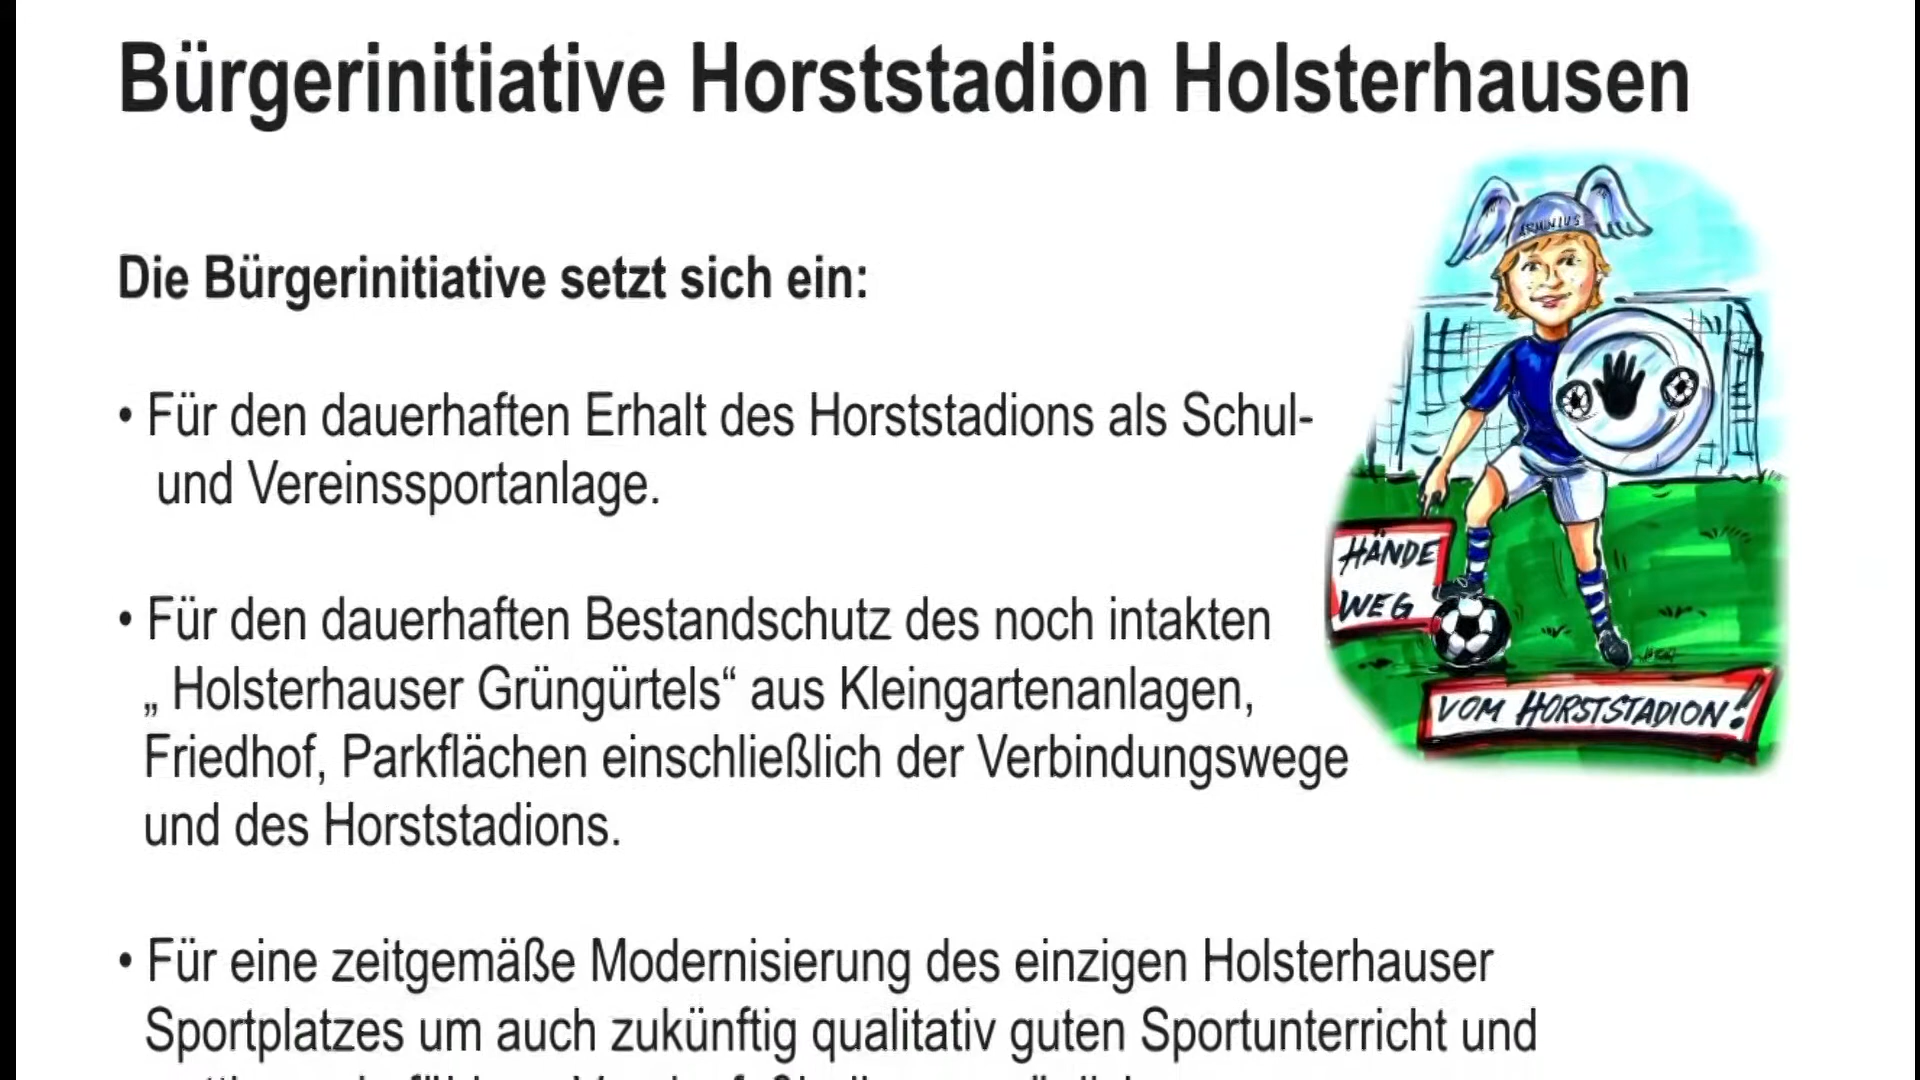 Bürgerinitiative Horststadion Holsterhausen
Die Bürgerinitiative setzt sich ein:
• Für den dauerhaften Erhalt des Horststadions als Schul-
und Vereinssportanlage.
• Für den dauerhaften Bestandschutz des noch intakten
„ Holsterhauser Grüngürtels“ aus Kleingartenanlagen,
Friedhof, Parkflächen einschließlich der Verbindungswege
und des Horststadions.
• Für eine zeitgemäße Modernisierung des einzigen Holsterhauser
Sportplatzes um auch zukünftig qualitativ guten Sportunterricht und
ARMINIUS
HÄNDE
WEG
VOM HORSTSTADION!